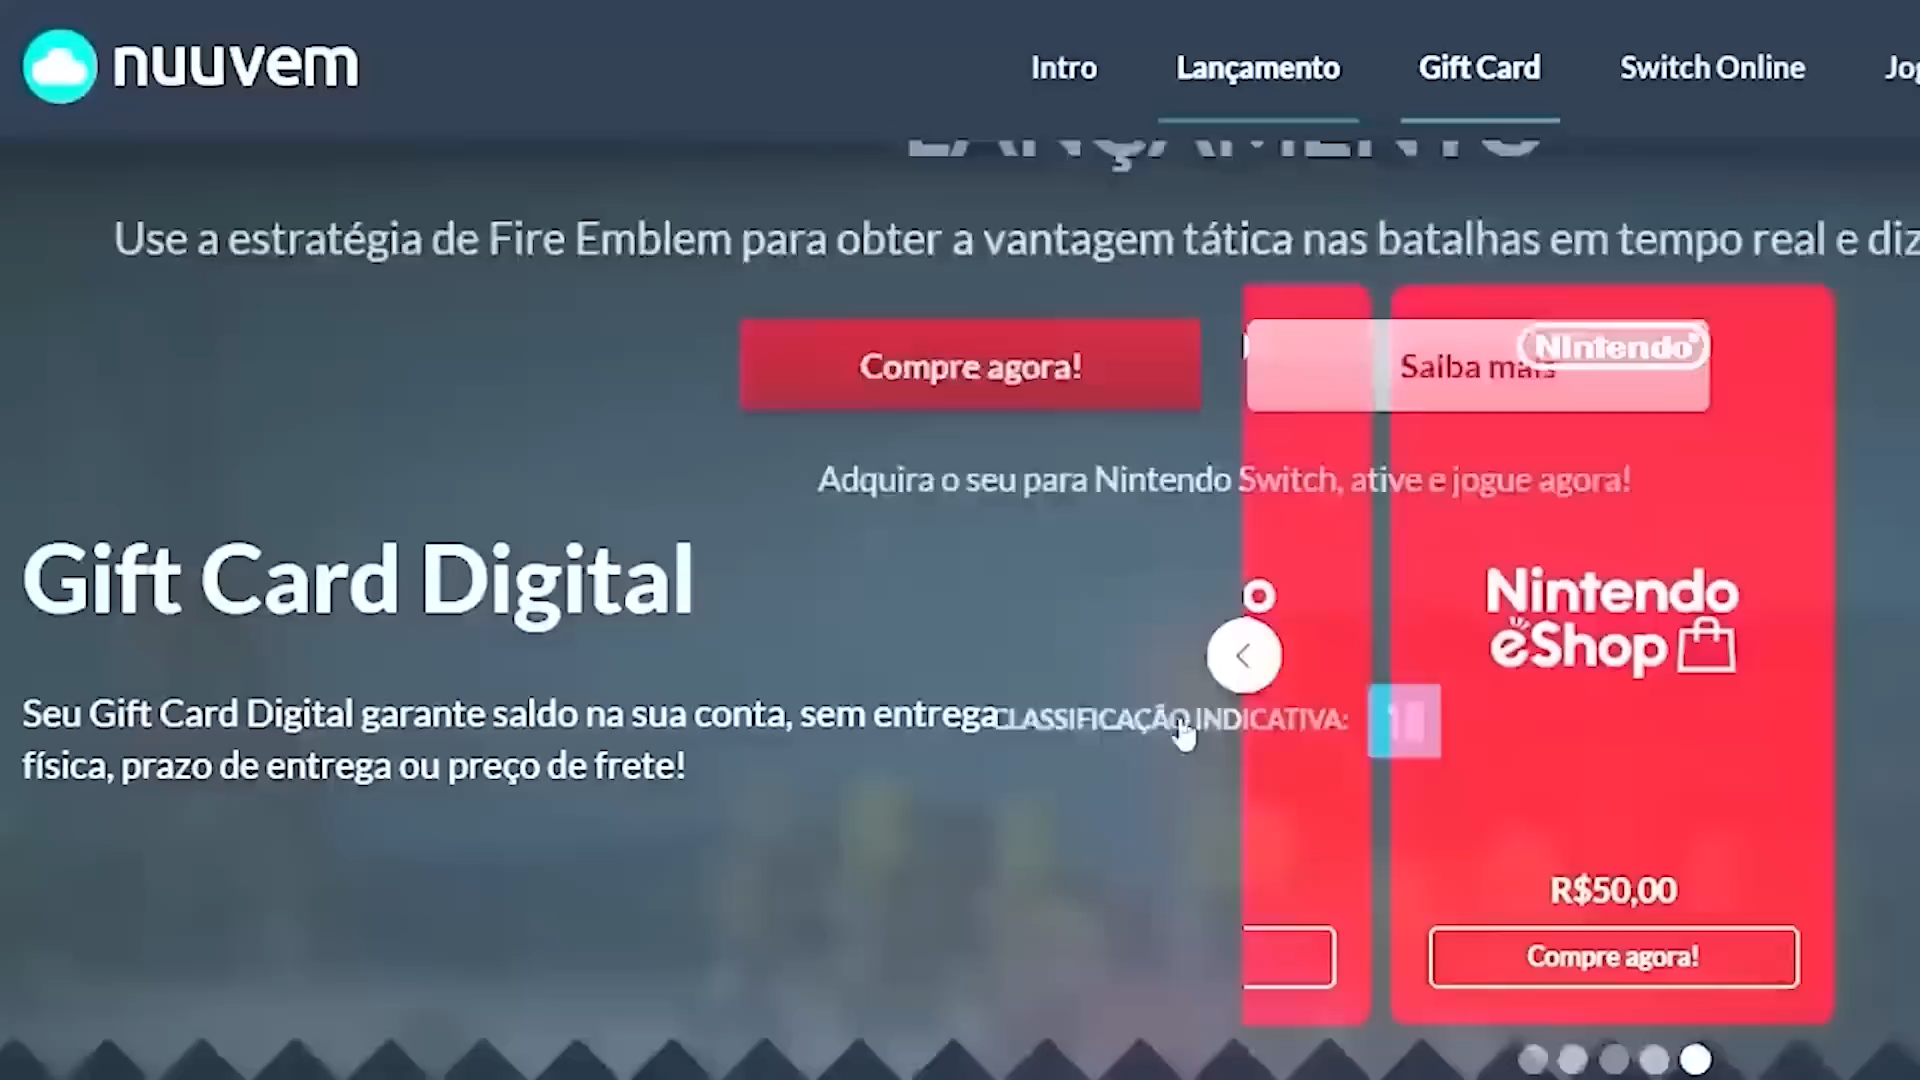 nuuvem
Intro
Lançamento
Gift Card
Switch Online
LANÇAMENTO
Use a estratégia de Fire Emblem para obter a vantagem tática nas batalhas em tempo real e diz
Compre agora!
Saiba mais
Nintendo
Adquira o seu para Nintendo Switch, ative e jogue agora!
Gift Card Digital
Nintendo
eShop
Seu Gift Card Digital garante saldo na sua conta, sem entrega
física, prazo de entrega ou preço de frete!
CLASSIFICAÇÃO INDICATIVA:
R$50,00
Compre agora!